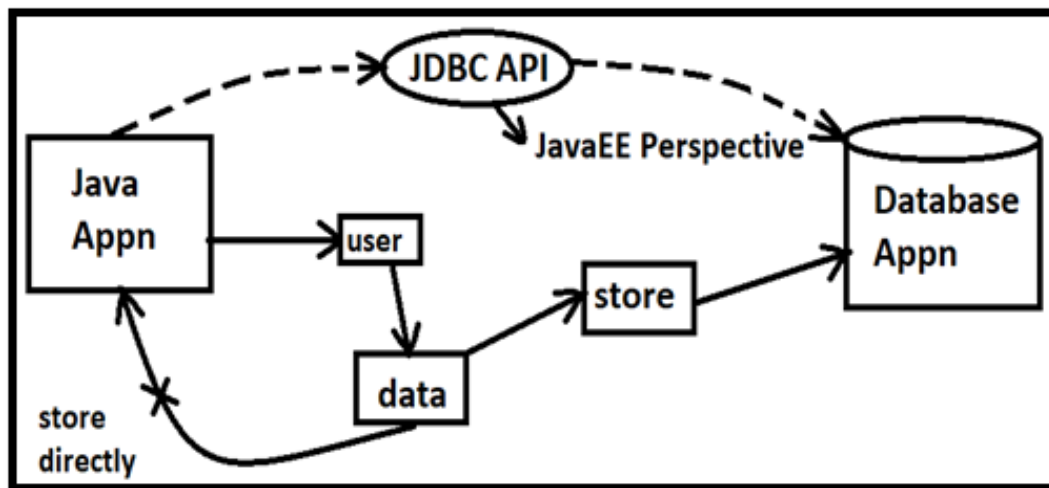 JDBC API
JavaEE Perspective
Java
Appn
user
data
store
Database
Appn
store
directly